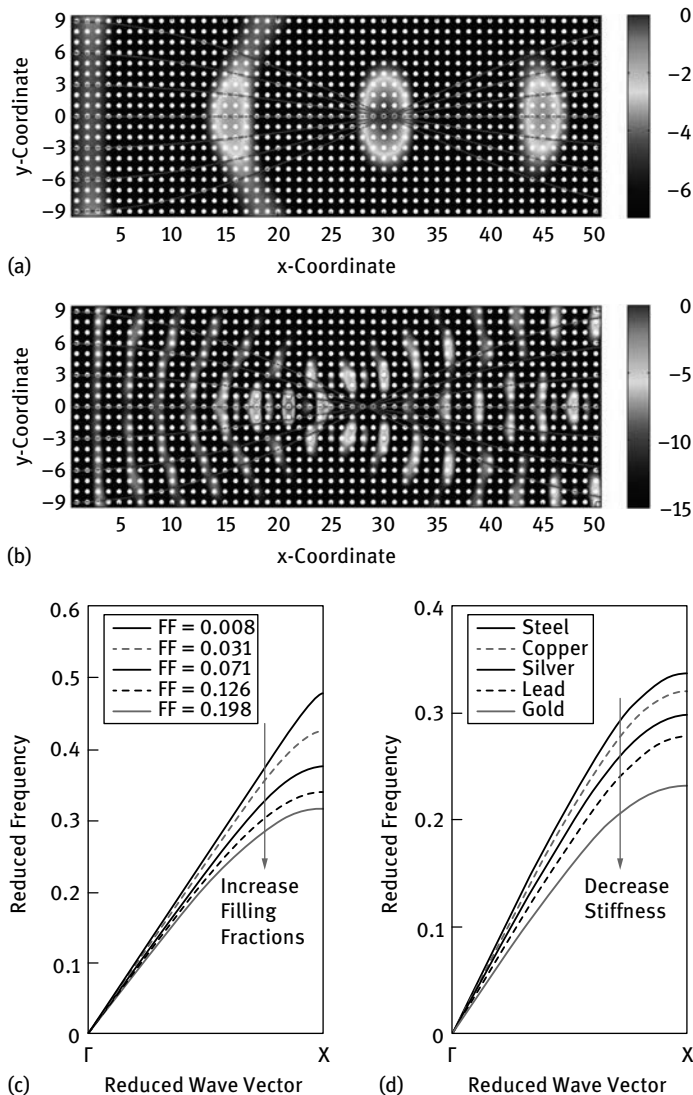 y-Coordinate
9
6
3
0
−3
−6
−9
5 10 15 20 25 30 35 40 45 50
x-Coordinate
0
−2
−4
−6
(a)
y-Coordinate
9
6
3
0
−3
−6
−9
5 10 15 20 25 30 35 40 45 50
x-Coordinate
0
−5
−10
−15
(b)
Reduced Frequency
0.6
0.5
0.4
0.3
0.2
0.1
0
FF = 0.008
FF = 0.031
FF = 0.071
FF = 0.126
FF = 0.198
Increase
Filling
Fractions
Γ X
(c) Reduced Wave Vector
Reduced Frequency
0.4
0.3
0.2
0.1
0
Steel
Copper
Silver
Lead
Gold
Decrease
Stiffness
Γ X
(d) Reduced Wave Vector